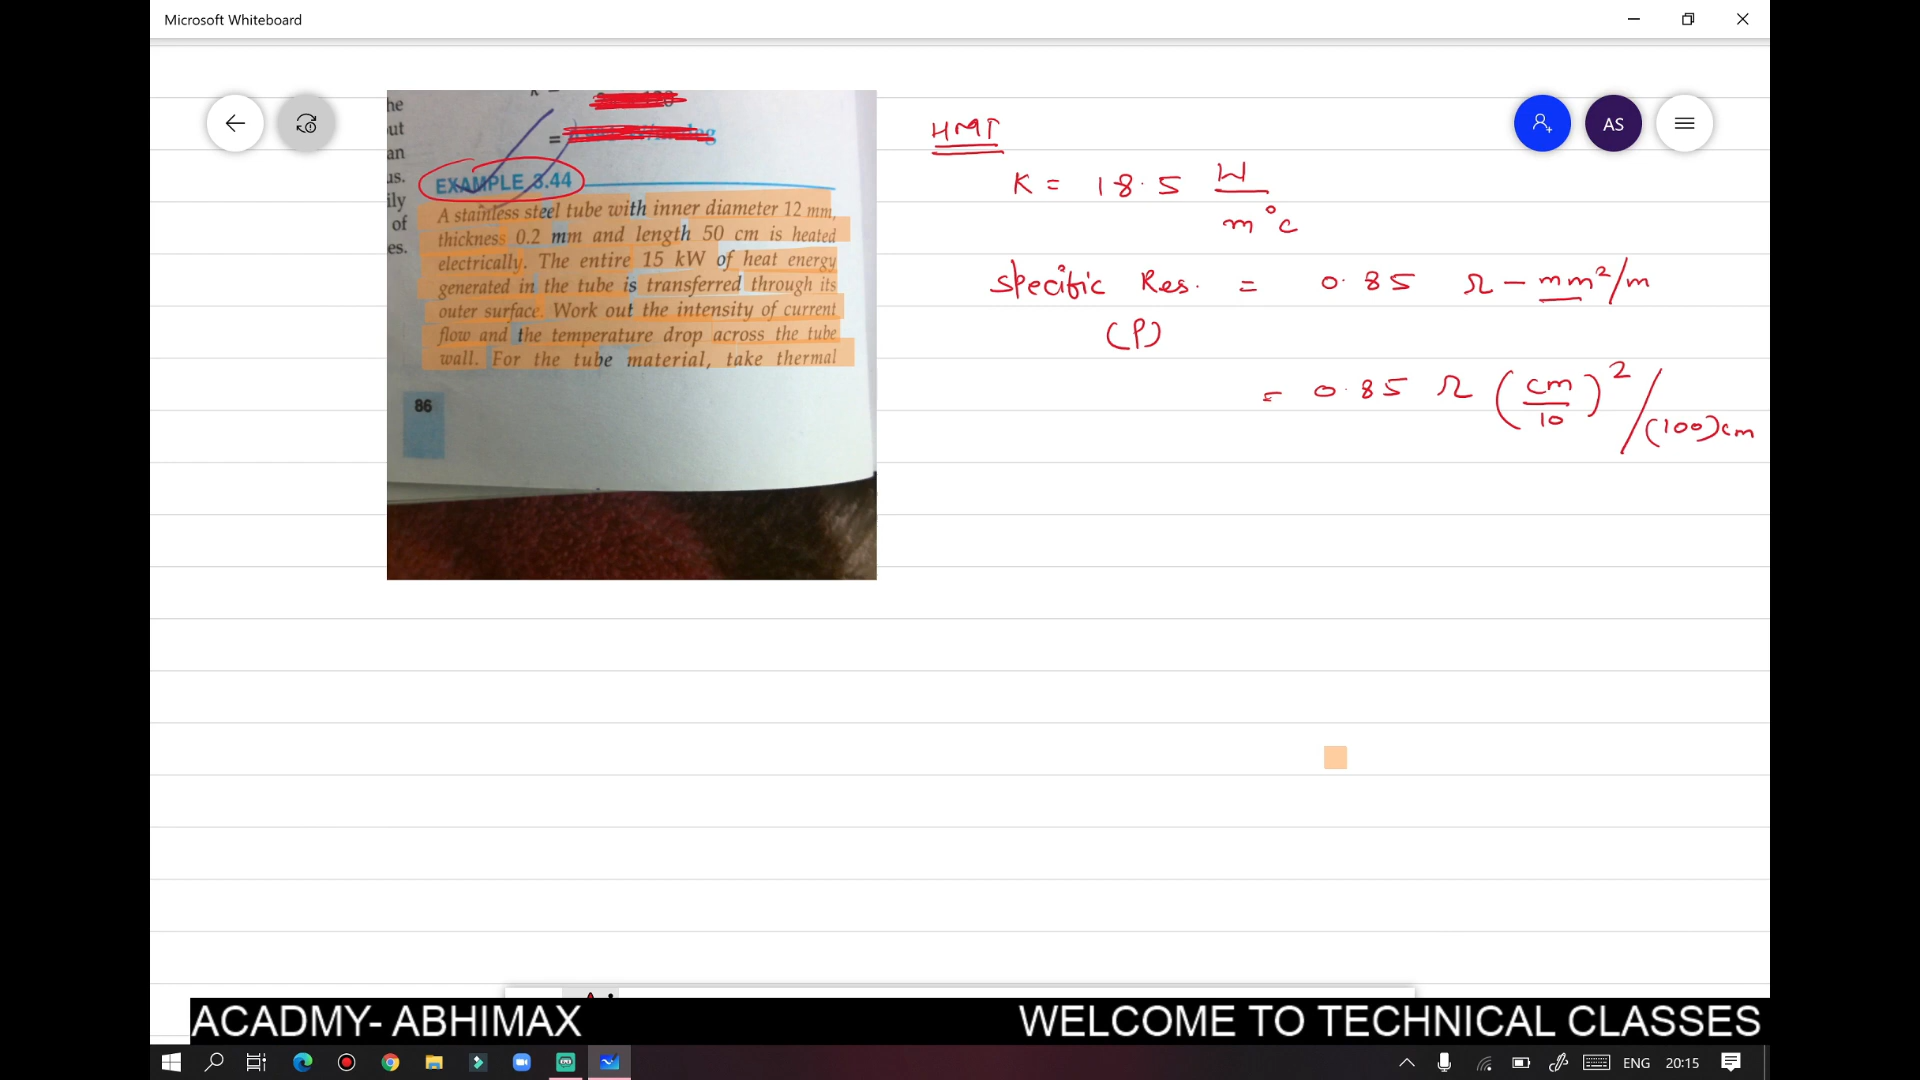 Microsoft Whiteboard
he
ut
an
us.
ily
of
es.
=
EXAMPLE 3.44
A stainless steel tube with inner diameter 12 mm,
thickness 0.2 mm and length 50 cm is heated
electrically. The entire 15 kW of heat energy
generated in the tube is transferred through its
outer surface. Work out the intensity of current
flow and the temperature drop across the tube
wall. For the tube material, take thermal
86
HMT
K = 18.5 W/m°C
Specific Res. = 0.85 Ω - mm²/m
(ρ)
= 0.85 Ω (cm/10)² / (100)cm
AS
ACADMY- ABHIMAX
WELCOME TO TECHNICAL CLASSES
ENG
20:15